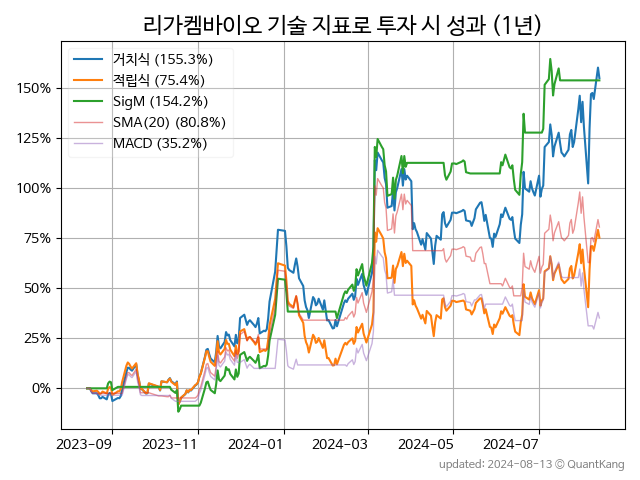 리가켐바이오 기술 지표로 투자 시 성과 (1년)
거치식 (155.3%)
적립식 (75.4%)
SigM (154.2%)
SMA(20) (80.8%)
MACD (35.2%)
150%
125%
100%
75%
50%
25%
0%
2023-09 2023-11 2024-01 2024-03 2024-05 2024-07
updated: 2024-08-13 © QuantKang